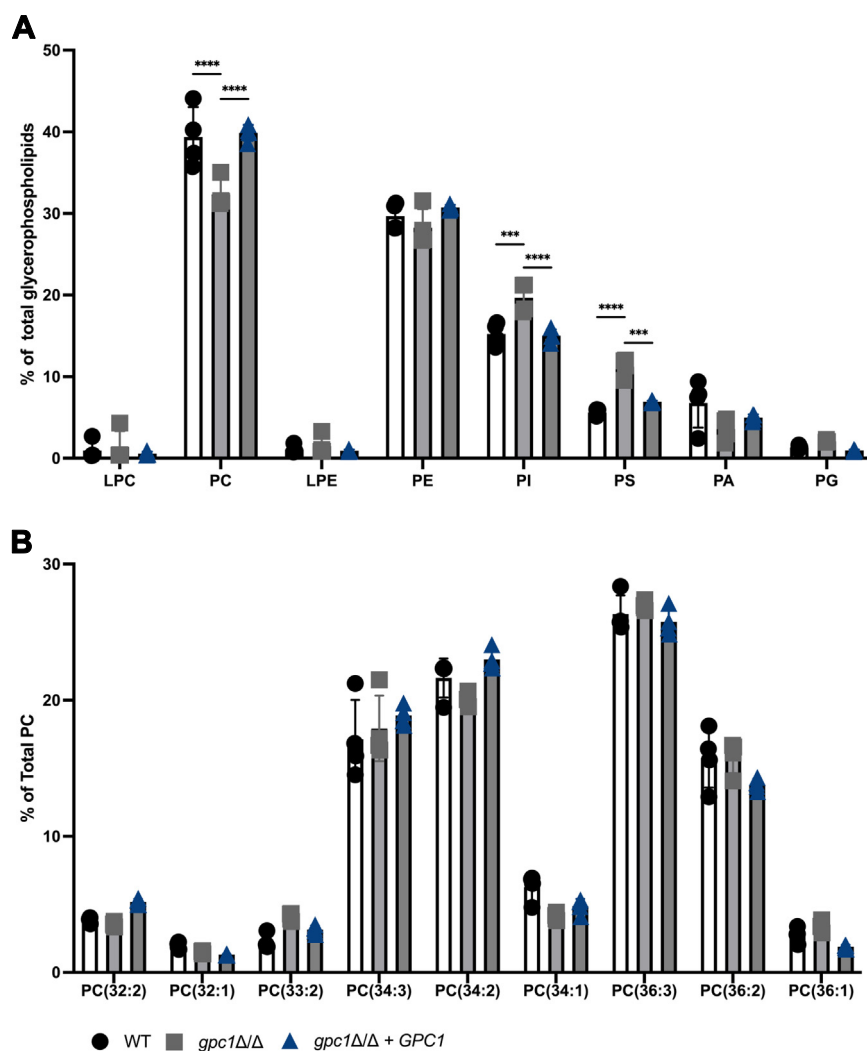 A
50
40
30
20
10
0
% of total glycerophospholipids
**** ****
*** ****
**** ***
LPC PC LPE PE PI PS PA PG
B
30
20
10
0
% of Total PC
PC(32:2) PC(32:1) PC(33:2) PC(34:3) PC(34:2) PC(34:1) PC(36:3) PC(36:2) PC(36:1)
WT gpc1Δ/Δ gpc1Δ/Δ + GPC1